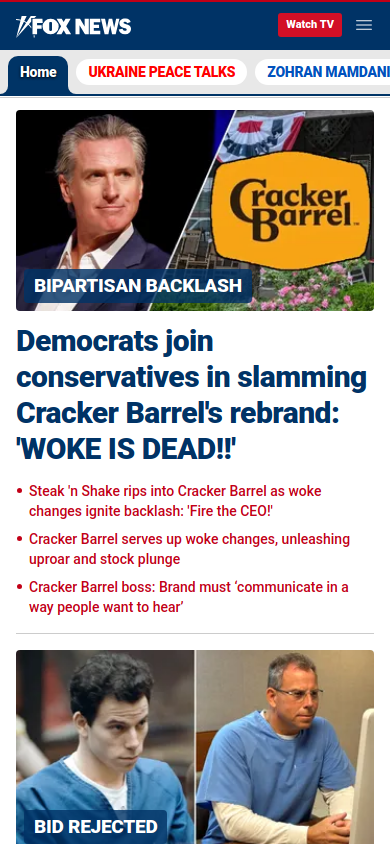 FOX NEWS
Watch TV
Home
UKRAINE PEACE TALKS
ZOHRAN MAMDANI
Cracker
Barrel
BIPARTISAN BACKLASH
Democrats join
conservatives in slamming
Cracker Barrel's rebrand:
'WOKE IS DEAD!!'
• Steak 'n Shake rips into Cracker Barrel as woke
changes ignite backlash: 'Fire the CEO!'
• Cracker Barrel serves up woke changes, unleashing
uproar and stock plunge
• Cracker Barrel boss: Brand must ‘communicate in a
way people want to hear’
BID REJECTED